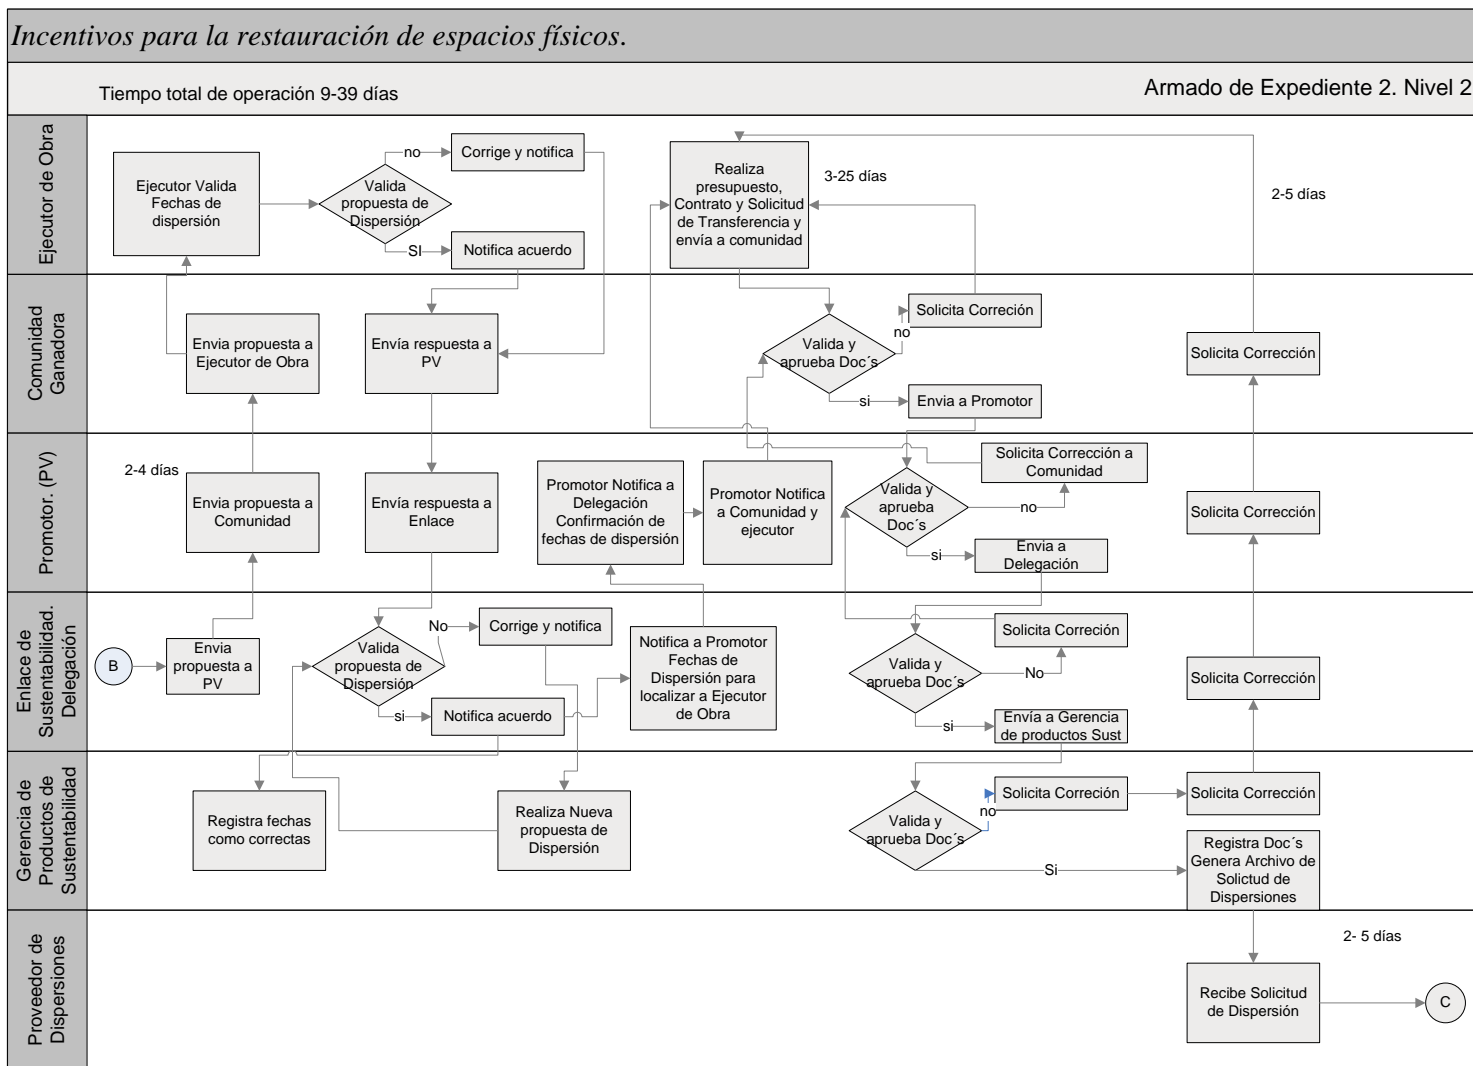 Incentivos para la restauración de espacios físicos.
Tiempo total de operación 9-39 días
Armado de Expediente 2. Nivel 2
Ejecutor de Obra
Ejecutor Valida
Fechas de
dispersión
Valida
propuesta de
Dispersión
no
Corrige y notifica
SI
Notifica acuerdo
Realiza
presupuesto,
Contrato y Solicitud
de Transferencia y
envía a comunidad
3-25 días
2-5 días
Comunidad
Ganadora
Envia propuesta a
Ejecutor de Obra
Envía respuesta a
PV
Valida y
aprueba Doc´s
no
Solicita Correción
si
Envia a Promotor
Solicita Corrección
Promotor. (PV)
2-4 días
Envia propuesta a
Comunidad
Envía respuesta a
Enlace
Promotor Notifica a
Delegación
Confirmación de
fechas de dispersión
Promotor Notifica
a Comunidad y
ejecutor
Valida y
aprueba
Doc´s
no
Solicita Corrección a
Comunidad
si
Envia a
Delegación
Solicita Corrección
Enlace de
Sustentabilidad.
Delegación
B
Envia
propuesta a
PV
Valida
propuesta de
Dispersión
No
Corrige y notifica
si
Notifica acuerdo
Notifica a Promotor
Fechas de
Dispersión para
localizar a Ejecutor
de Obra
Valida y
aprueba Doc´s
No
Solicita Correción
si
Envía a Gerencia
de productos Sust
Solicita Corrección
Gerencia de
Productos de
Sustentabilidad
Registra fechas
como correctas
Realiza Nueva
propuesta de
Dispersión
Valida y
aprueba Doc´s
no
Solicita Correción
Solicita Corrección
Si
Registra Doc´s
Genera Archivo de
Solictud de
Dispersiones
Proveedor de
Dispersiones
2- 5 días
Recibe Solicitud
de Dispersión
C